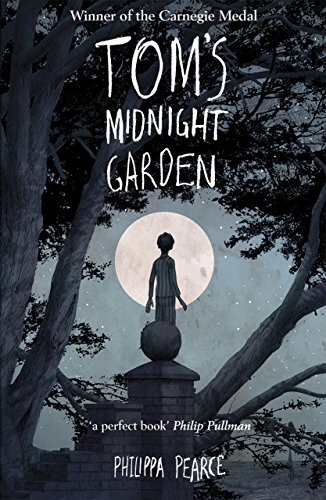 Winner of the Carnegie Medal
TOM'S
MIDNIGHT
GARDEN
'a perfect book' Philip Pullman
PHILIPPA PEARCE